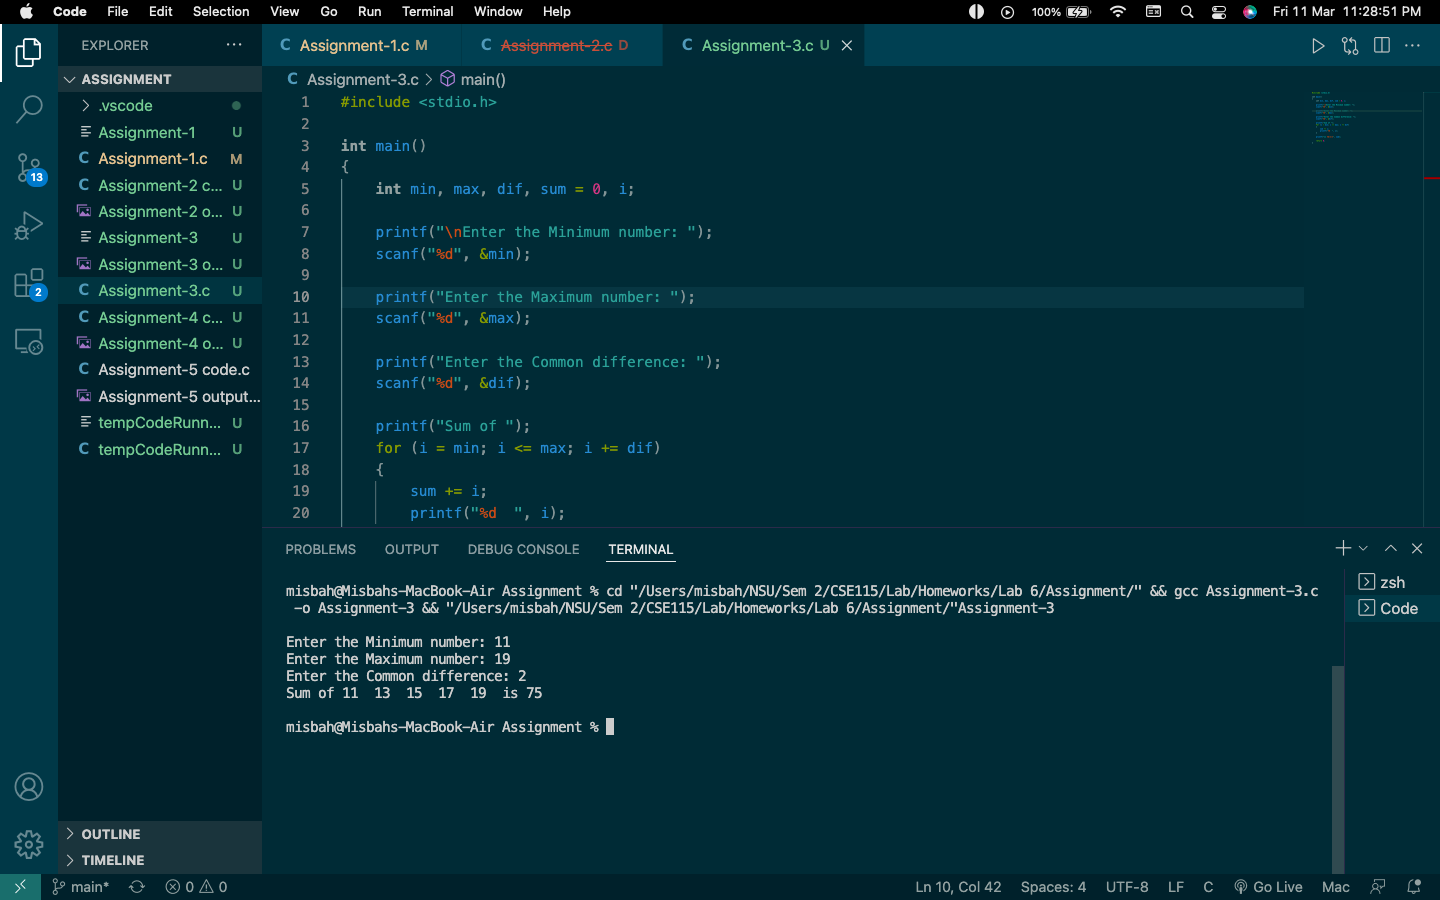 Code File Edit Selection View Go Run Terminal Window Help 100% Fri 11 Mar 11:28:51 PM
EXPLORER
C Assignment-1.c M
C Assignment-2.c D
C Assignment-3.c U
ASSIGNMENT
.vscode
Assignment-1 U
C Assignment-1.c M
C Assignment-2 c... U
Assignment-2 o... U
Assignment-3 U
Assignment-3 o... U
C Assignment-3.c U
C Assignment-4 c... U
Assignment-4 o... U
C Assignment-5 code.c
Assignment-5 output...
tempCodeRunn... U
C tempCodeRunn... U
13
2
OUTLINE
TIMELINE
C Assignment-3.c > main()
1 #include <stdio.h>
2
3 int main()
4 {
5 int min, max, dif, sum = 0, i;
6
7 printf("\nEnter the Minimum number: ");
8 scanf("%d", &min);
9
10 printf("Enter the Maximum number: ");
11 scanf("%d", &max);
12
13 printf("Enter the Common difference: ");
14 scanf("%d", &dif);
15
16 printf("Sum of ");
17 for (i = min; i <= max; i += dif)
18 {
19 sum += i;
20 printf("%d  ", i);
PROBLEMS OUTPUT DEBUG CONSOLE TERMINAL
misbah@Misbahs-MacBook-Air Assignment % cd "/Users/misbah/NSU/Sem 2/CSE115/Lab/Homeworks/Lab 6/Assignment/" && gcc Assignment-3.c
-o Assignment-3 && "/Users/misbah/NSU/Sem 2/CSE115/Lab/Homeworks/Lab 6/Assignment/"Assignment-3
Enter the Minimum number: 11
Enter the Maximum number: 19
Enter the Common difference: 2
Sum of 11  13  15  17  19  is 75
misbah@Misbahs-MacBook-Air Assignment %
zsh
Code
main* 0 0 Ln 10, Col 42 Spaces: 4 UTF-8 LF C Go Live Mac